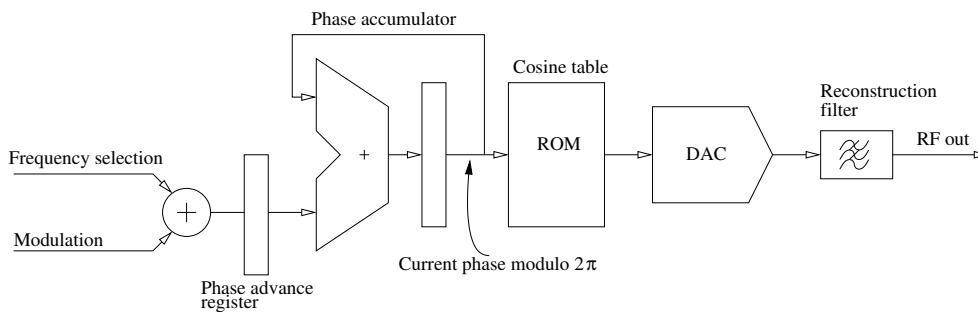 Phase accumulator
Cosine table
Reconstruction
filter
ROM
DAC
RF out
Frequency selection
+
+
Modulation
Current phase modulo 2π
Phase advance
register